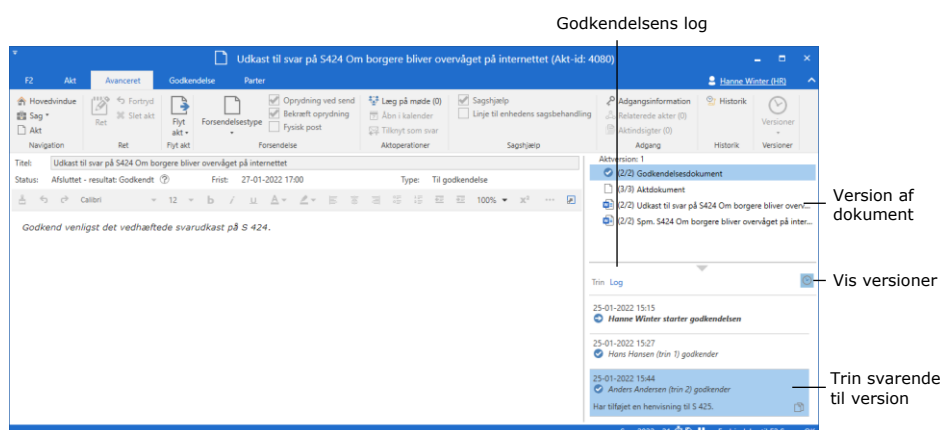 Godkendelsens log
Udkast til svar på S424 Om borgere bliver overvåget på internettet (Akt-id: 4080)
F2 Akt Avanceret Godkendelse Parter Hanne Winter (HR)
Hovedvindue
Sag
Akt
Navigation
Ret
Fortryd
Slet akt
Ret
Flyt
akt
Flyt akt
Forsendelsestype
Oprydning ved send
Bekræft oprydning
Fysisk post
Forsendelse
Læg på møde (0)
Åbn i kalender
Tilknyt som svar
Aktoperationer
Sagshjælp
Linje til enhedens sagsbehandling
Sagshjælp
Adgangsinformation
Relaterede akter (0)
Aktindsigter (0)
Adgang
Historik
Historik
Versioner
Versioner
Titel: Udkast til svar på S424 Om borgere bliver overvåget på internettet
Status: Afsluttet - resultat: Godkendt Frist: 27-01-2022 17:00 Type: Til godkendelse
Calibri 12 b i u 100% x² ...
Godkend venligst det vedhæftede svarudkast på S 424.
Aktversion: 1
(2/2) Godkendelsesdokument
(3/3) Aktdokument
(2/2) Udkast til svar på S424 Om borgere bliver overv...
(2/2) Spm. S424 Om borgere bliver overvåget på inter...
Version af
dokument
Trin Log
Vis versioner
25-01-2022 15:15
Hanne Winter starter godkendelsen
25-01-2022 15:27
Hans Hansen (trin 1) godkender
25-01-2022 15:44
Anders Andersen (trin 2) godkender
Har tilføjet en henvisning til S 425.
Trin svarende
til version